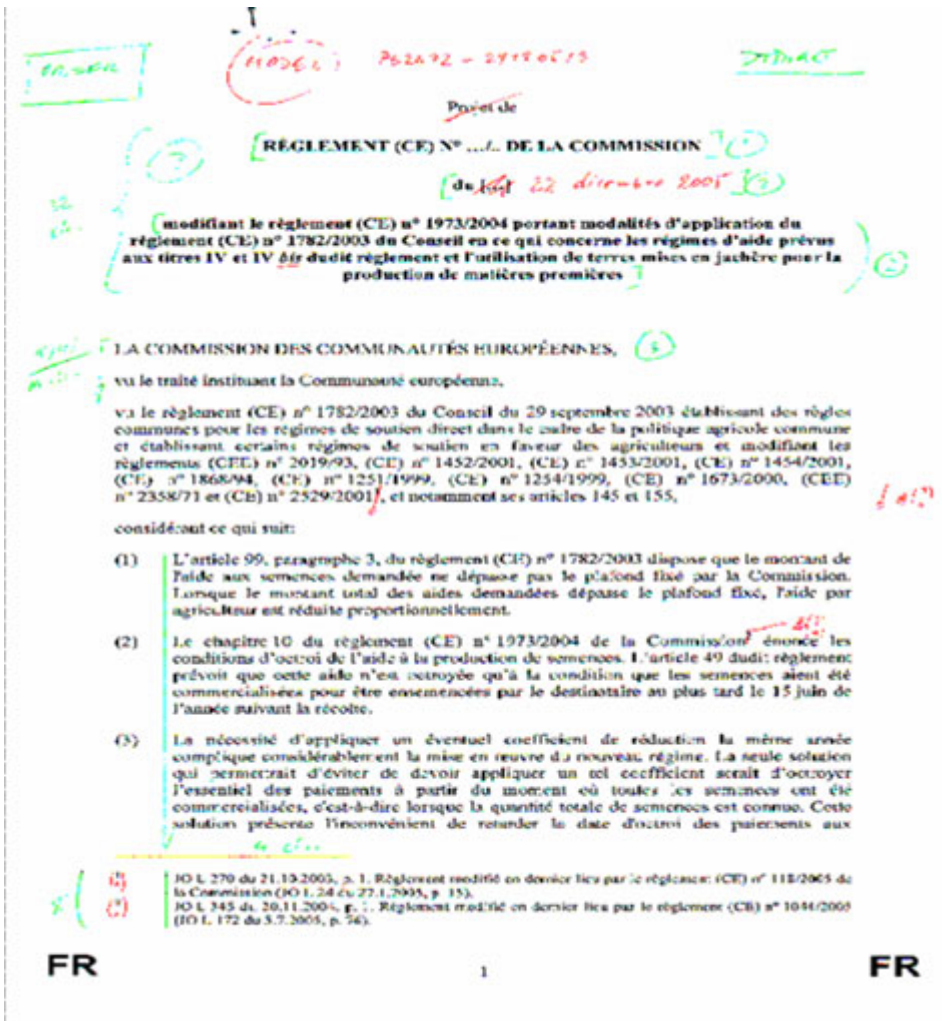 Projet de
RÈGLEMENT (CE) N° .../.. DE LA COMMISSION
du 22 dicembre 2005
modifiant le règlement (CE) n° 1973/2004 portant modalités d'application du
règlement (CE) n° 1782/2003 du Conseil en ce qui concerne les régimes d'aide prévus
aux titres IV et IV bis dudit règlement et l'utilisation de terres mises en jachère pour la
production de matières premières
LA COMMISSION DES COMMUNAUTÉS EUROPÉENNES,
vu le traité instituant la Communauté européenne,
vu le règlement (CE) n° 1782/2003 du Conseil du 29 septembre 2003 établissant des règles
communes pour les régimes de soutien direct dans le cadre de la politique agricole commune
et établissant certains régimes de soutien en faveur des agriculteurs et modifiant les
règlements (CEE) n° 2019/93, (CE) n° 1452/2001, (CE) n° 1453/2001, (CE) n° 1454/2001,
(CE) n° 1868/94, (CE) n° 1251/1999, (CE) n° 1254/1999, (CE) n° 1673/2000, (CEE)
n° 2358/71 et (CE) n° 2529/2001, et notamment ses articles 145 et 155,
considérant ce qui suit:
(1) L'article 99, paragraphe 3, du règlement (CE) n° 1782/2003 dispose que le montant de
l'aide aux semences demandée ne dépasse pas le plafond fixé par la Commission.
Lorsque le montant total des aides demandées dépasse le plafond fixé, l'aide par
agriculteur est réduite proportionnellement.
(2) Le chapitre 10 du règlement (CE) n° 1973/2004 de la Commission énonce les
conditions d'octroi de l'aide à la production de semences. L'article 49 dudit règlement
prévoit que cette aide n'est octroyée qu'à la condition que les semences aient été
commercialisées pour être ensemencées par le destinataire au plus tard le 15 juin de
l'année suivant la récolte.
(3) La nécessité d'appliquer un éventuel coefficient de réduction la même année
complique considérablement la mise en œuvre du nouveau régime. La seule solution
qui permettrait d'éviter de devoir appliquer un tel coefficient serait d'octroyer
l'essentiel des paiements à partir du moment où toutes les semences ont été
commercialisées, c'est-à-dire lorsque la quantité totale de semences est connue. Cette
solution présente l'inconvénient de retarder la date d'octroi des paiements aux
JO L 270 du 21.10.2003, p. 1. Règlement modifié en dernier lieu par le règlement (CE) n° 118/2005 de
la Commission (JO L 24 du 27.1.2005, p. 15).
JO L 345 du 20.11.2004, p. 1. Règlement modifié en dernier lieu par le règlement (CE) n° 1044/2005
(JO L 172 du 5.7.2005, p. 76).
FR 1 FR